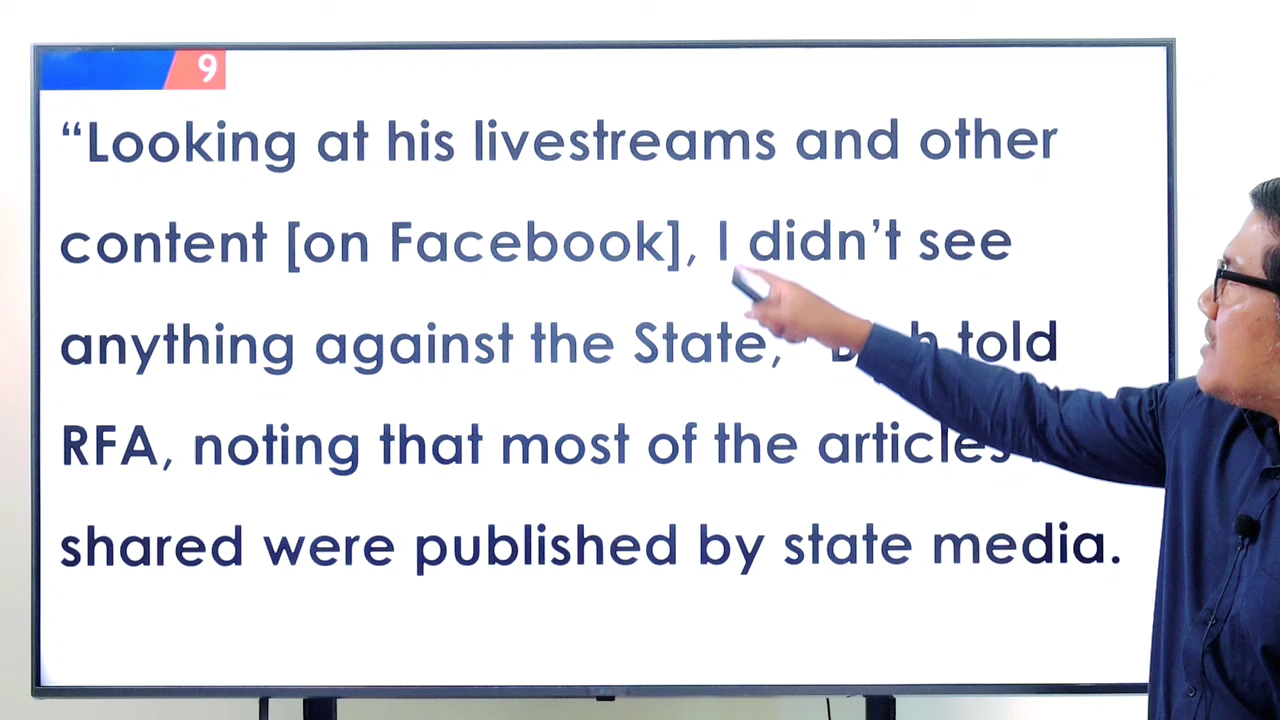 9
“Looking at his livestreams and other
content [on Facebook], I didn’t see
anything against the State, told
RFA, noting that most of the articles
shared were published by state media.